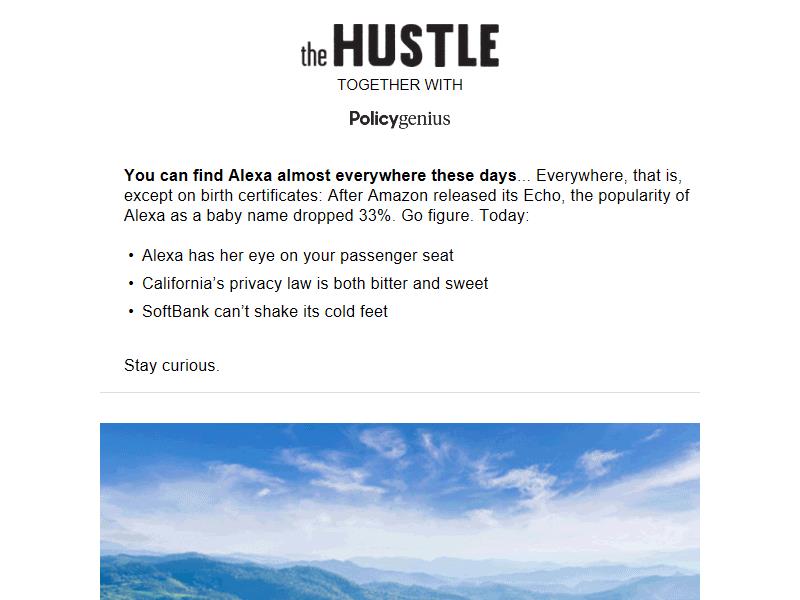 the HUSTLE
TOGETHER WITH
Policygenius
You can find Alexa almost everywhere these days... Everywhere, that is,
except on birth certificates: After Amazon released its Echo, the popularity of
Alexa as a baby name dropped 33%. Go figure. Today:
• Alexa has her eye on your passenger seat
• California’s privacy law is both bitter and sweet
• SoftBank can’t shake its cold feet
Stay curious.